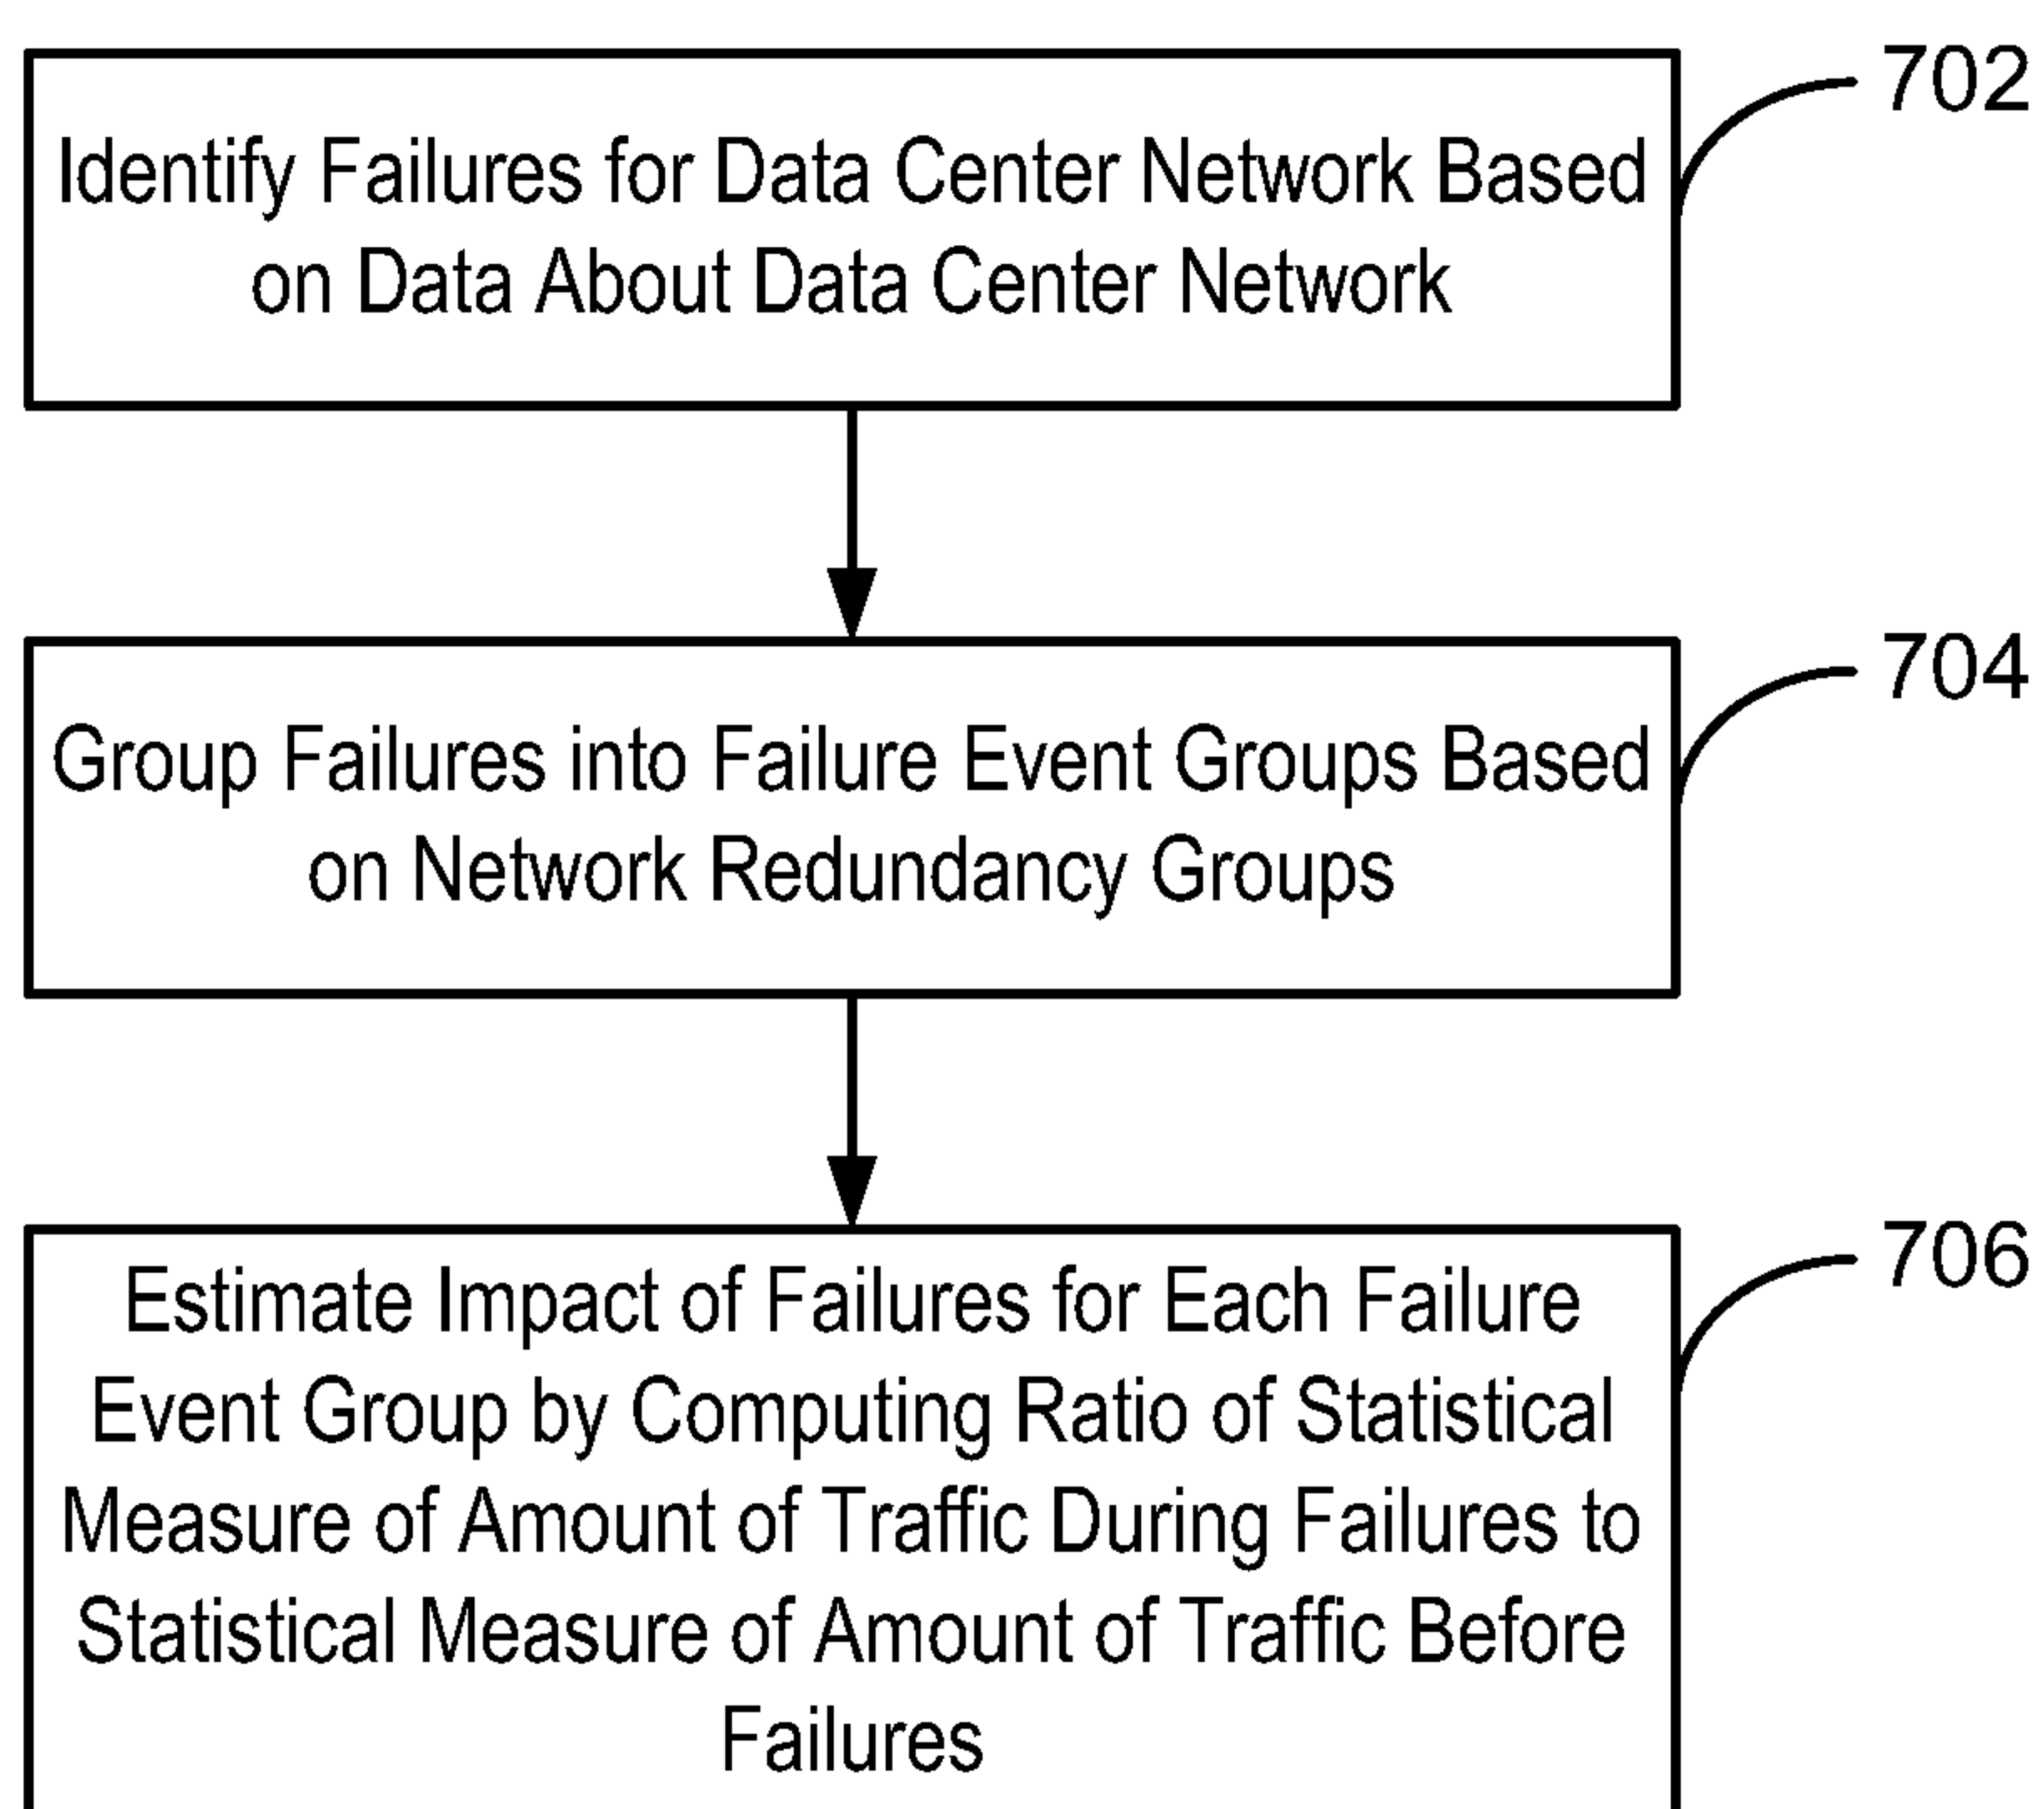 702
Identify Failures for Data Center Network Based
on Data About Data Center Network
704
Group Failures into Failure Event Groups Based
on Network Redundancy Groups
706
Estimate Impact of Failures for Each Failure
Event Group by Computing Ratio of Statistical
Measure of Amount of Traffic During Failures to
Statistical Measure of Amount of Traffic Before
Failures